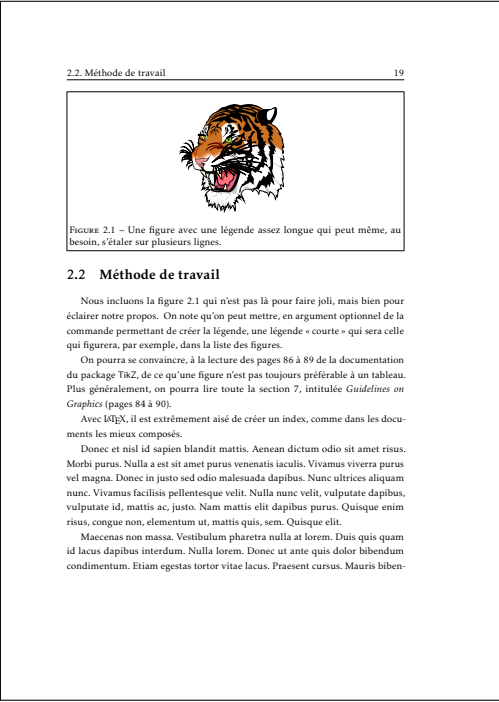 2.2. Méthode de travail 19
FIGURE 2.1 – Une figure avec une légende assez longue qui peut même, au
besoin, s'étaler sur plusieurs lignes.
2.2 Méthode de travail
Nous incluons la figure 2.1 qui n'est pas là pour faire joli, mais bien pour
éclairer notre propos. On note qu'on peut mettre, en argument optionnel de la
commande permettant de créer la légende, une légende « courte » qui sera celle
qui figurera, par exemple, dans la liste des figures.
On pourra se convaincre, à la lecture des pages 86 à 89 de la documentation
du package TikZ, de ce qu'une figure n'est pas toujours préférable à un tableau.
Plus généralement, on pourra lire toute la section 7, intitulée Guidelines on
Graphics (pages 84 à 90).
Avec LATEX, il est extrêmement aisé de créer un index, comme dans les docu-
ments les mieux composés.
Donec et nisl id sapien blandit mattis. Aenean dictum odio sit amet risus.
Morbi purus. Nulla a est sit amet purus venenatis iaculis. Vivamus viverra purus
vel magna. Donec in justo sed odio malesuada dapibus. Nunc ultrices aliquam
nunc. Vivamus facilisis pellentesque velit. Nulla nunc velit, vulputate dapibus,
vulputate id, mattis ac, justo. Nam mattis elit dapibus purus. Quisque enim
risus, congue non, elementum ut, mattis quis, sem. Quisque elit.
Maecenas non massa. Vestibulum pharetra nulla at lorem. Duis quis quam
id lacus dapibus interdum. Nulla lorem. Donec ut ante quis dolor bibendum
condimentum. Etiam egestas tortor vitae lacus. Praesent cursus. Mauris biben-